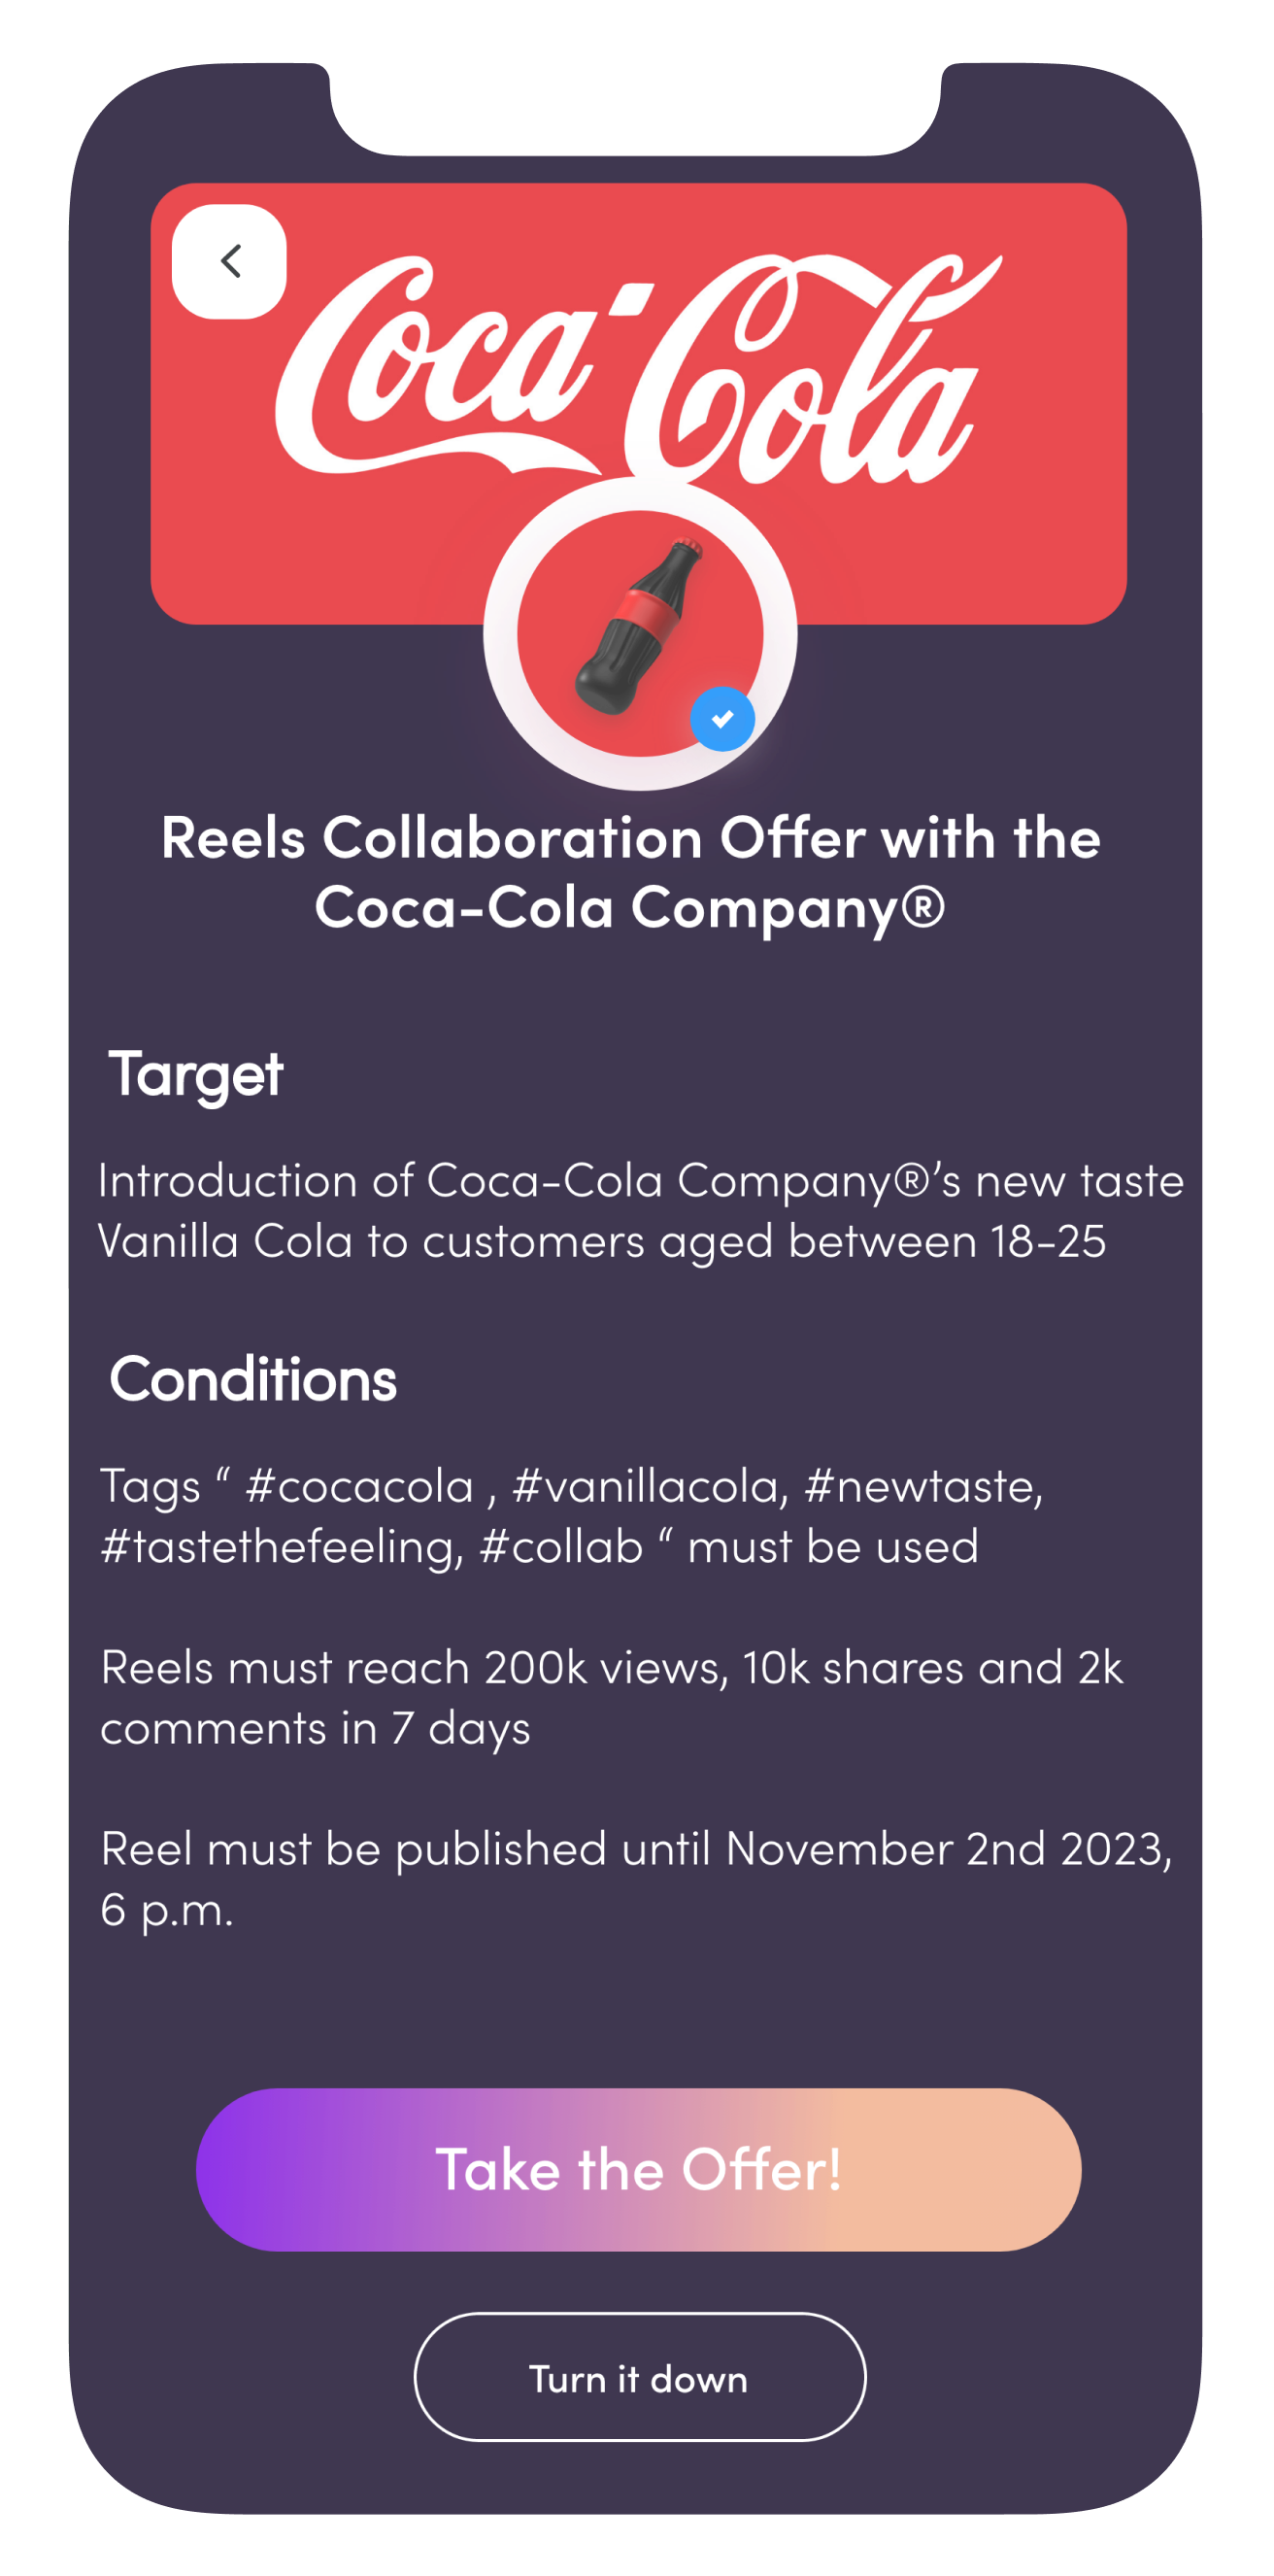 Coca-Cola
Reels Collaboration Offer with the
Coca-Cola Company®
Target
Introduction of Coca-Cola Company®’s new taste
Vanilla Cola to customers aged between 18-25
Conditions
Tags “ #cocacola , #vanillacola, #newtaste,
#tastethefeeling, #collab “ must be used
Reels must reach 200k views, 10k shares and 2k
comments in 7 days
Reel must be published until November 2nd 2023,
6 p.m.
Take the Offer!
Turn it down